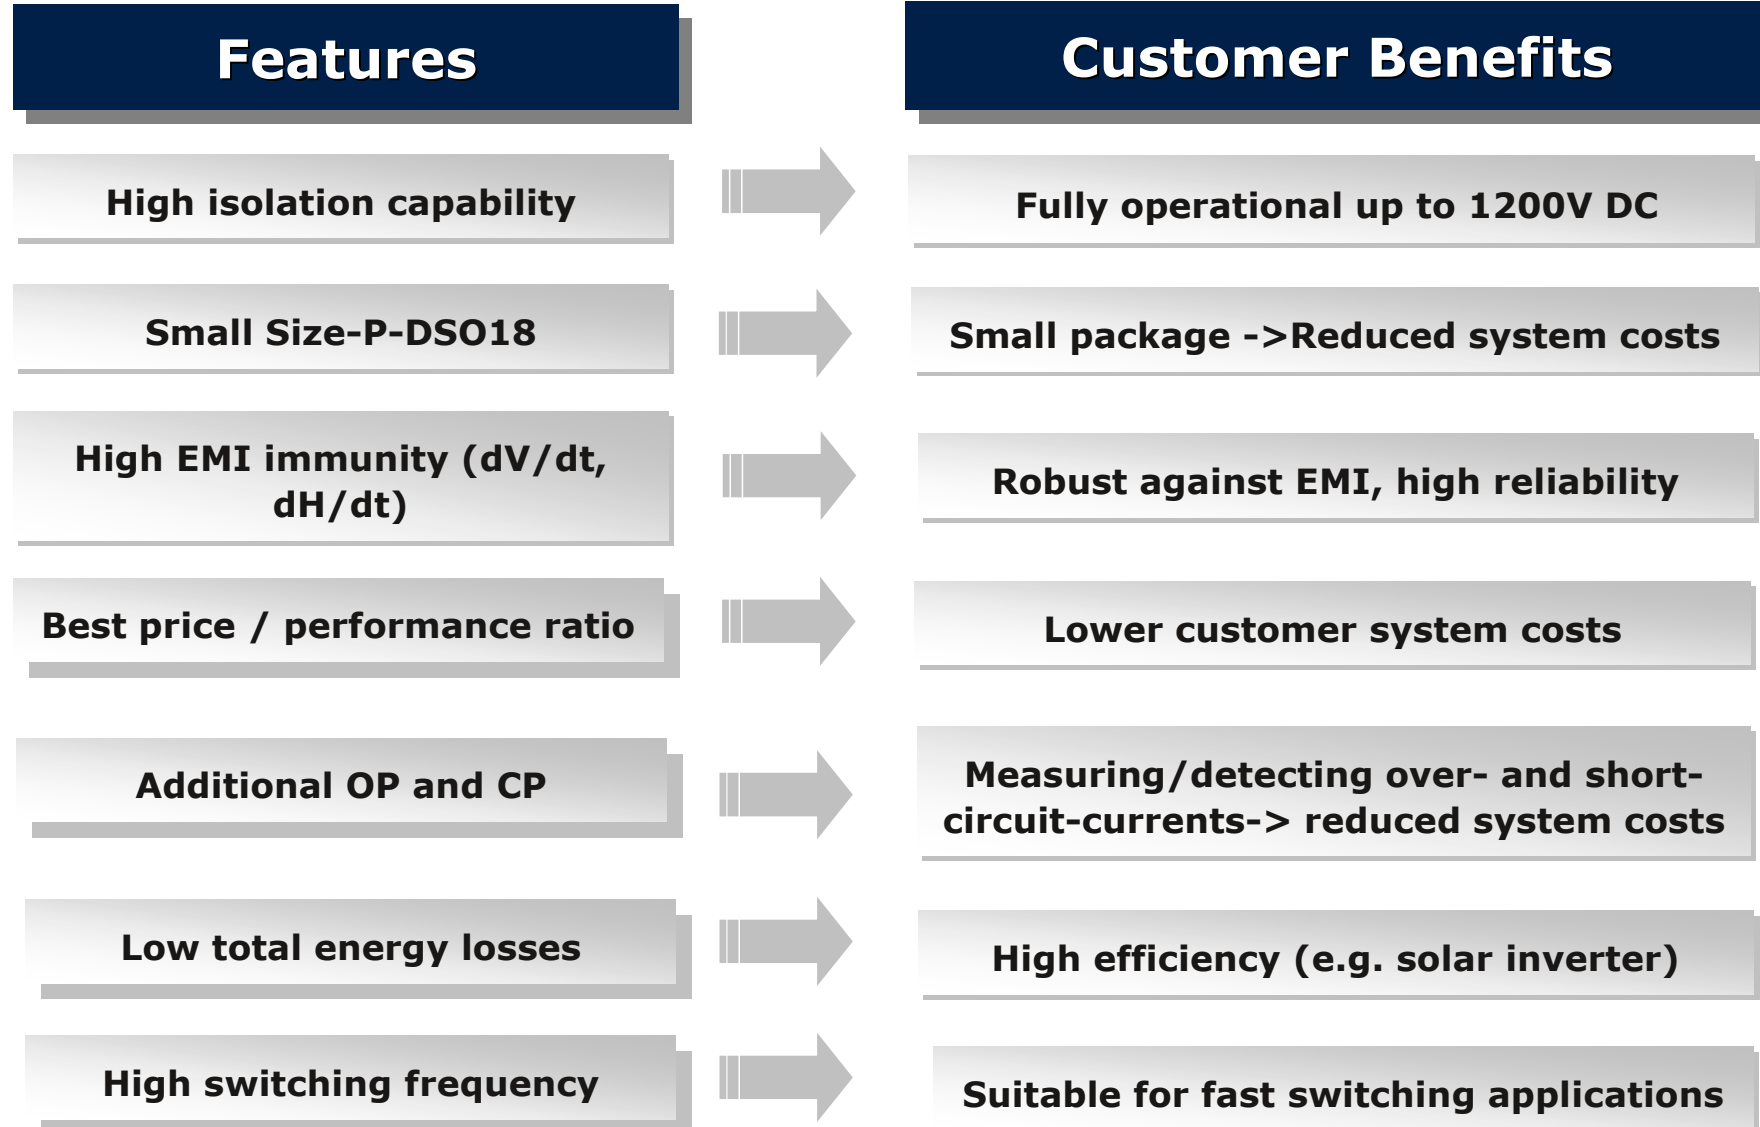 Features
Customer Benefits
High isolation capability
Fully operational up to 1200V DC
Small Size-P-DSO18
Small package ->Reduced system costs
High EMI immunity (dV/dt,
dH/dt)
Robust against EMI, high reliability
Best price / performance ratio
Lower customer system costs
Additional OP and CP
Measuring/detecting over- and short-
circuit-currents-> reduced system costs
Low total energy losses
High efficiency (e.g. solar inverter)
High switching frequency
Suitable for fast switching applications